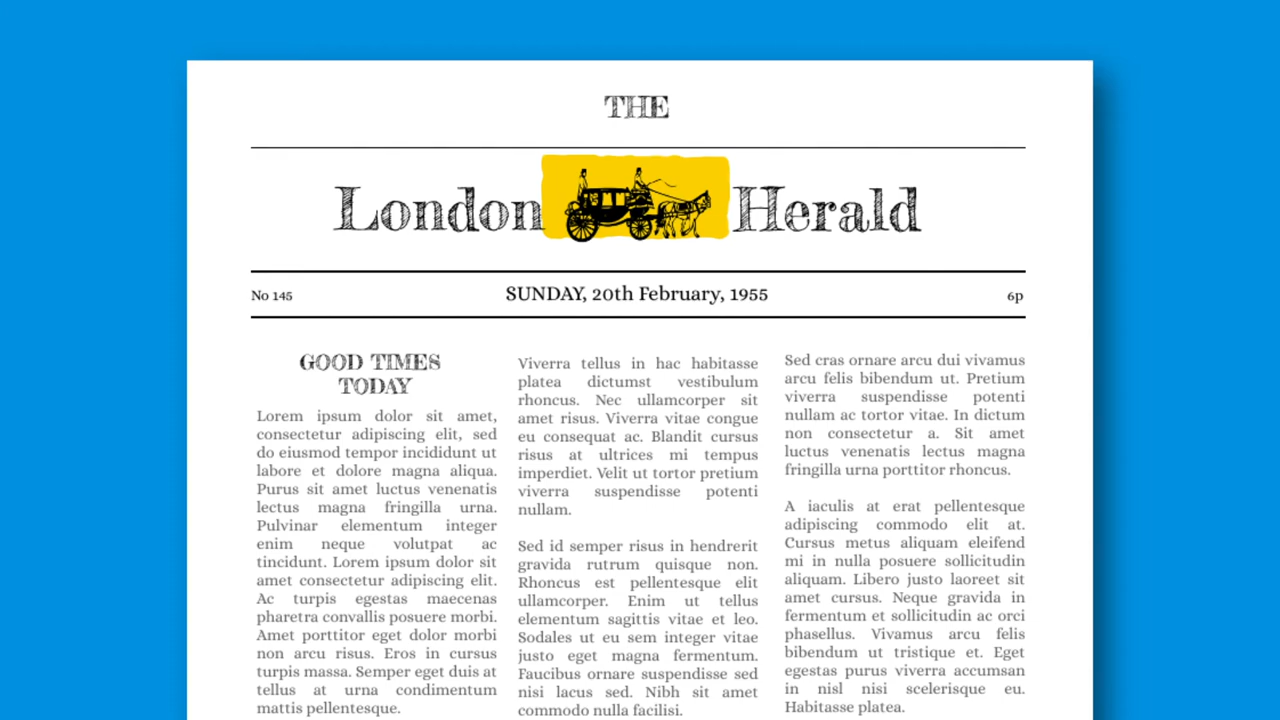 THE
London Herald
No 145 SUNDAY, 20th February, 1955 6p
GOOD TIMES
TODAY
Lorem ipsum dolor sit amet,
consectetur adipiscing elit, sed
do eiusmod tempor incididunt ut
labore et dolore magna aliqua.
Purus sit amet luctus venenatis
lectus magna fringilla urna.
Pulvinar elementum integer
enim neque volutpat ac
tincidunt. Lorem ipsum dolor sit
amet consectetur adipiscing elit.
Ac turpis egestas maecenas
pharetra convallis posuere morbi.
Amet porttitor eget dolor morbi
non arcu risus. Eros in cursus
turpis massa. Semper eget duis at
tellus at urna condimentum
mattis pellentesque.
Viverra tellus in hac habitasse
platea dictumst vestibulum
rhoncus. Nec ullamcorper sit
amet risus. Viverra vitae congue
eu consequat ac. Blandit cursus
risus at ultrices mi tempus
imperdiet. Velit ut tortor pretium
viverra suspendisse potenti
nullam.
Sed id semper risus in hendrerit
gravida rutrum quisque non.
Rhoncus est pellentesque elit
ullamcorper. Enim ut tellus
elementum sagittis vitae et leo.
Sodales ut eu sem integer vitae
justo eget magna fermentum.
Faucibus ornare suspendisse sed
nisi lacus sed. Nibh sit amet
commodo nulla facilisi.
Sed cras ornare arcu dui vivamus
arcu felis bibendum ut. Pretium
viverra suspendisse potenti
nullam ac tortor vitae. In dictum
non consectetur a. Sit amet
luctus venenatis lectus magna
fringilla urna porttitor rhoncus.
A iaculis at erat pellentesque
adipiscing commodo elit at.
Cursus metus aliquam eleifend
mi in nulla posuere sollicitudin
aliquam. Libero justo laoreet sit
amet cursus. Neque gravida in
fermentum et sollicitudin ac orci
phasellus. Vivamus arcu felis
bibendum ut tristique et. Eget
egestas purus viverra accumsan
in nisl nisi scelerisque eu.
Habitasse platea.